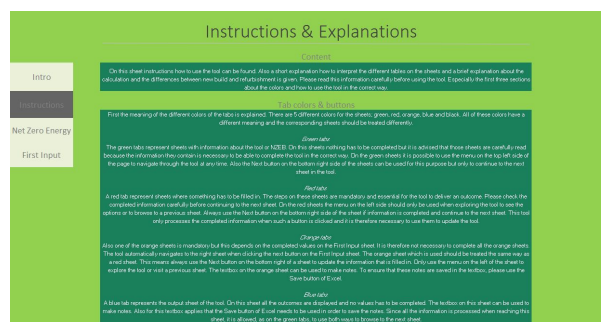 Instructions & Explanations
Content
On this sheet instructions how to use the tool can be found. Also a short explanation how to interpret the different tables on the sheets and a brief explanation about the
calculation and the differences between new build and refurbishment is given. Please read this information carefully before using the tool. Especially the first three sections
about the colors and how to use the tool in the correct way.
Intro
Instructions
Net Zero Energy
First Input
Tab colors & buttons
First the meaning of the different colors of the tabs is explained. There are 5 different colors for the sheets; green, red, orange, blue and black. All of these colors have a
different meaning and the corresponding sheets should be treated differently.
Green tabs
The green tabs represent sheets with information about the tool or NZEB. On this sheets nothing has to be completed but it is advised that those sheets are carefully read
because the information they contain is necessary to be able to complete the tool in the correct way. On the green sheets it is possible to use the menu on the top left side of
the page to navigate through the tool at any time. Also the Next button on the bottom right side of the sheets can be used for this purpose but only to continue to the next
sheet in the tool.
Red tabs
A red tab represents sheets where something has to be filled in. The steps on these sheets are mandatory and essential for the tool to deliver an outcome. Please check the
completed information carefully before continuing to the next sheet. On the red sheets the menu on the left side should only be used when exploring the tool to see the
options or to browse to a previous sheet. Always use the Next button on the bottom right side of the sheet if information is completed and continue to the next sheet. This tool
only processes the completed information when such a button is clicked and it is therefore necessary to use them to update the tool.
Orange tabs
Also one of the orange sheets is mandatory but this depends on the completed values on the First Input sheet. It is therefore not necessary to complete all the orange sheets.
The tool automatically navigates to the right sheet when clicking the next button on the First Input sheet. The orange sheet which is used should be treated the same way as
a red sheet. This means always use the Next button on the bottom right of a sheet to update the information that is filled in. Only use the menu on the left of the sheet to
explore the tool or visit a previous sheet. The textbox on the orange sheet can be used to make notes. To ensure that these notes are saved in the textbox, please use the
Save button of Excel.
Blue tabs
A blue tab represents the output sheet of the tool. On this sheet all the outcomes are displayed and no values has to be completed. The textbox on this sheet can be used to
make notes. Also for this textbox applies that the Save button of Excel needs to be used in order to save the notes. Since all the information is processed when reaching this
sheet, it is allowed, as on the green tabs, to use both ways to browse to the next sheet.